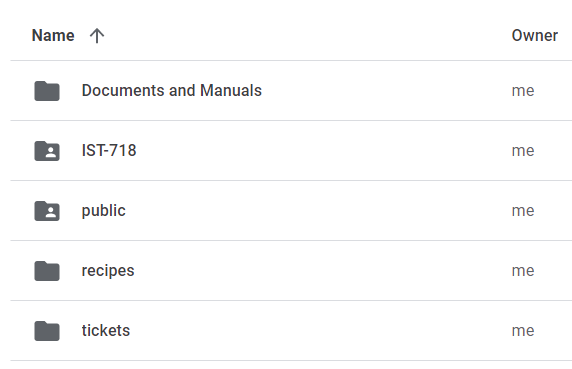 Name Owner
Documents and Manuals me
IST-718 me
public me
recipes me
tickets me